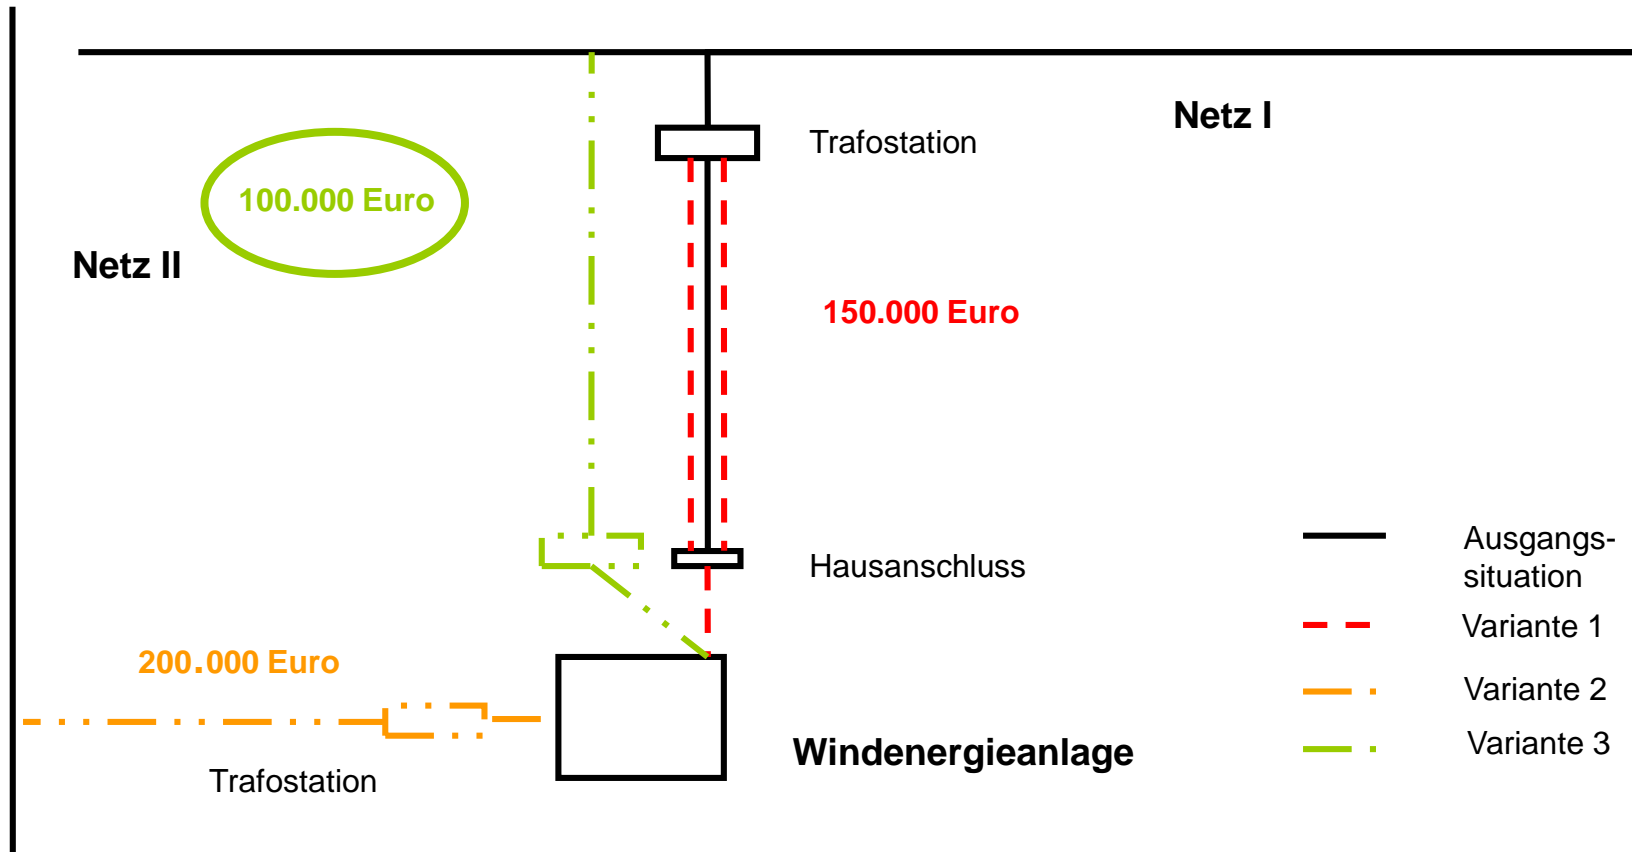 Netz I
Trafostation
100.000 Euro
Netz II
150.000 Euro
Hausanschluss
Ausgangs-
situation
Variante 1
200.000 Euro
Variante 2
Variante 3
Windenergieanlage
Trafostation